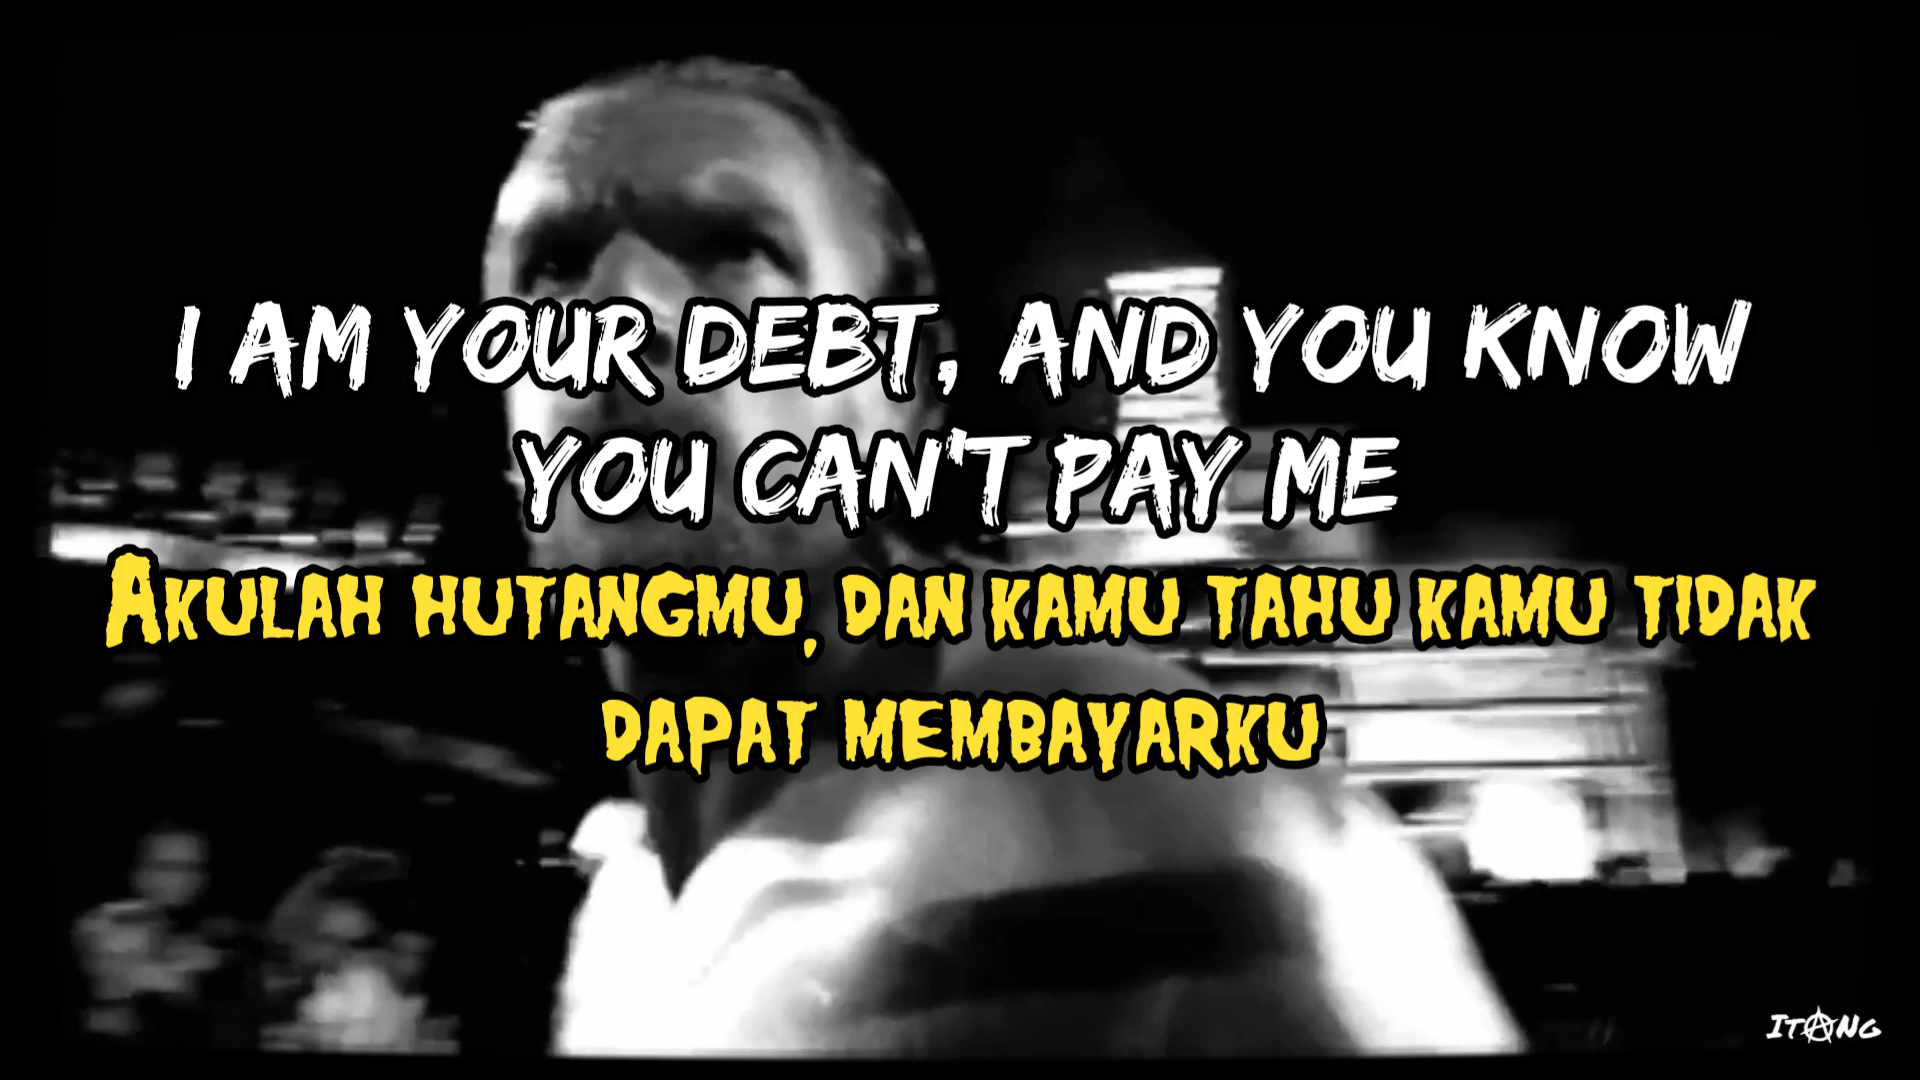 I AM YOUR DEBT, AND YOU KNOW
YOU CAN'T PAY ME
AKULAH HUTANGMU, DAN KAMU TAHU KAMU TIDAK
DAPAT MEMBAYARKU
ITANG